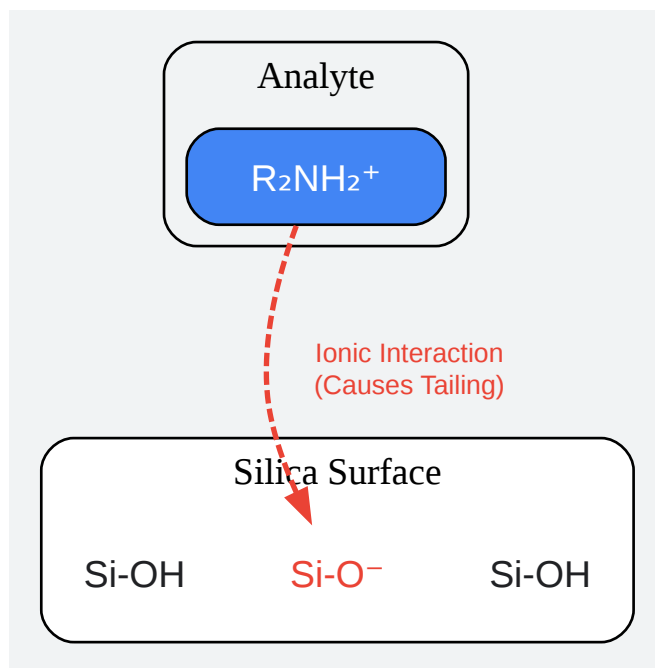 Analyte
R₂NH₂⁺
Ionic Interaction
(Causes Tailing)
Silica Surface
Si-OH Si-O⁻ Si-OH